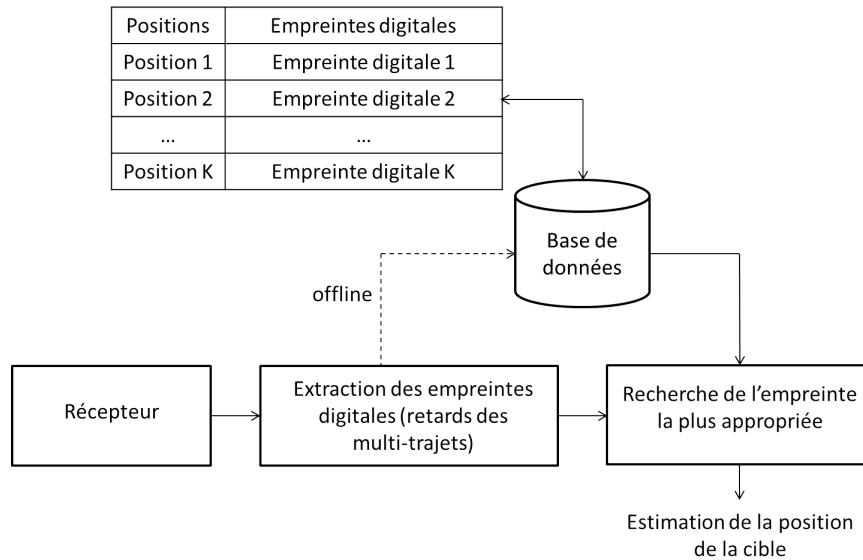 Positions Empreintes digitales
Position 1 Empreinte digitale 1
Position 2 Empreinte digitale 2
... ...
Position K Empreinte digitale K
Base de
données
offline
Récepteur
Extraction des empreintes
digitales (retards des
multi-trajets)
Recherche de l’empreinte
la plus appropriée
Estimation de la position
de la cible